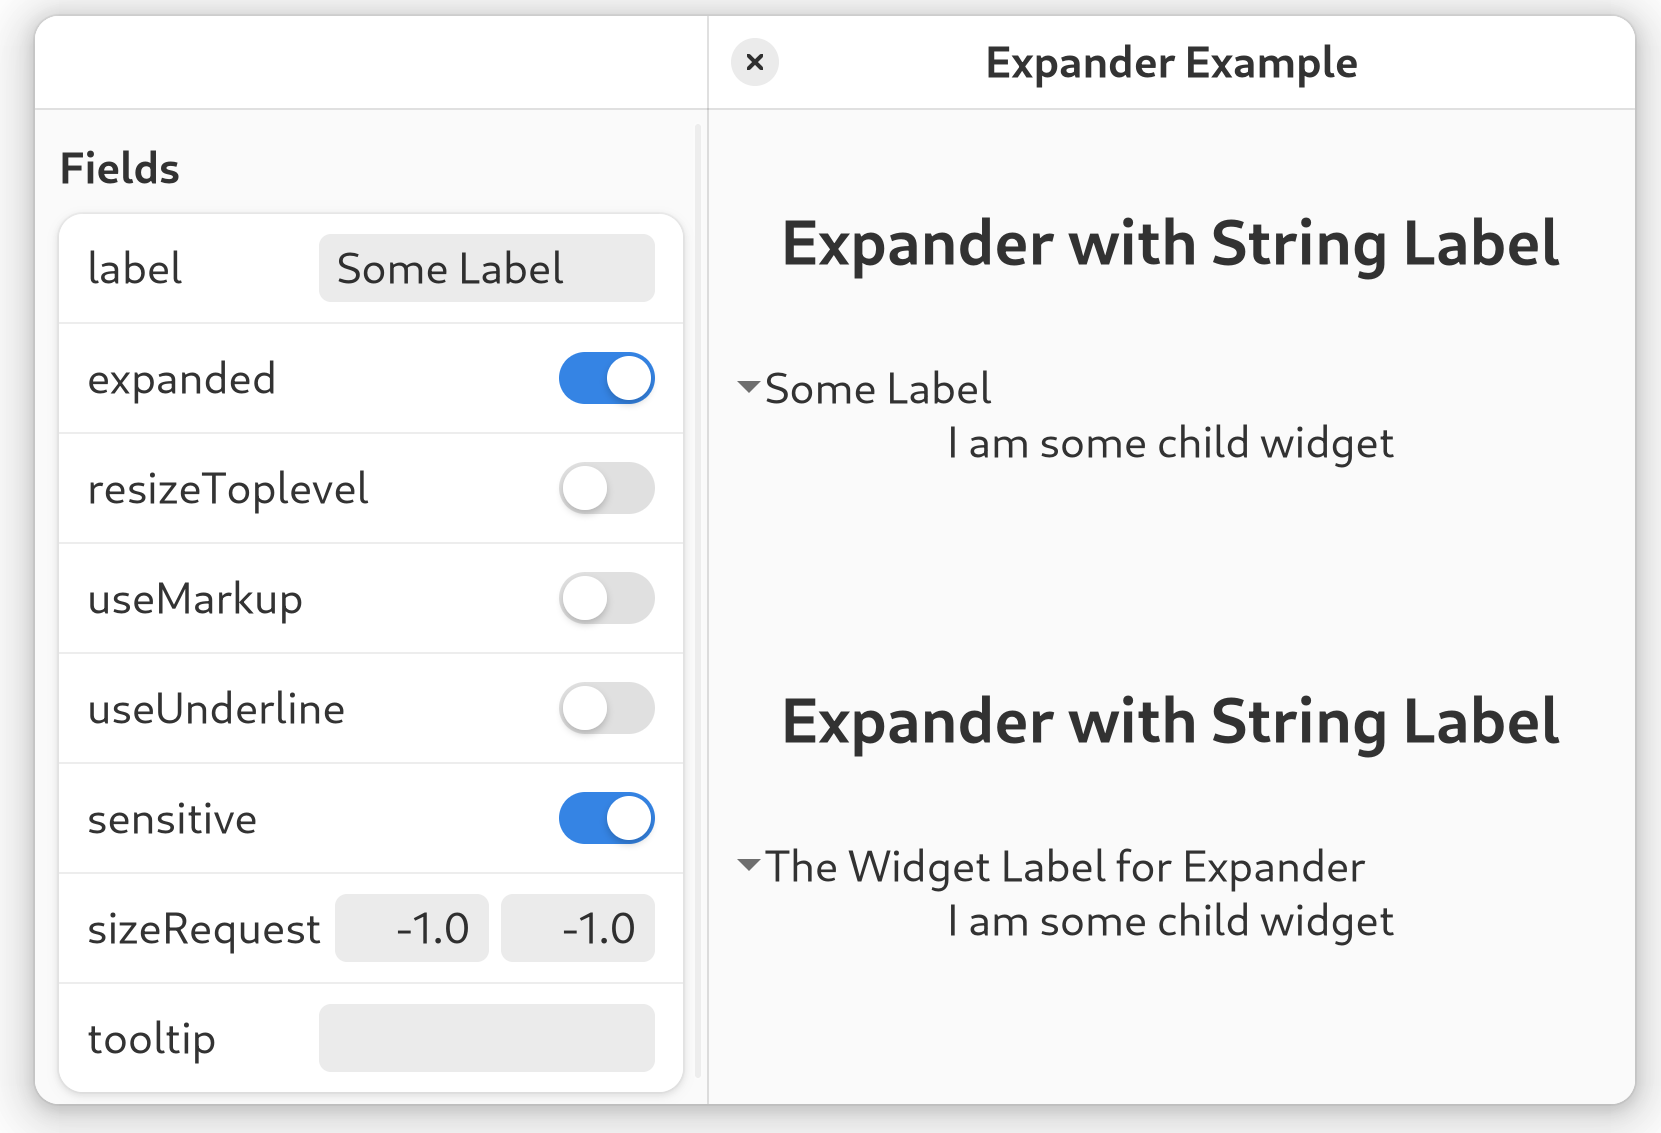 Expander Example
Fields
label
Some Label
expanded
resizeToplevel
useMarkup
useUnderline
sensitive
sizeRequest
-1.0
-1.0
tooltip
Expander with String Label
Some Label
I am some child widget
Expander with String Label
The Widget Label for Expander
I am some child widget